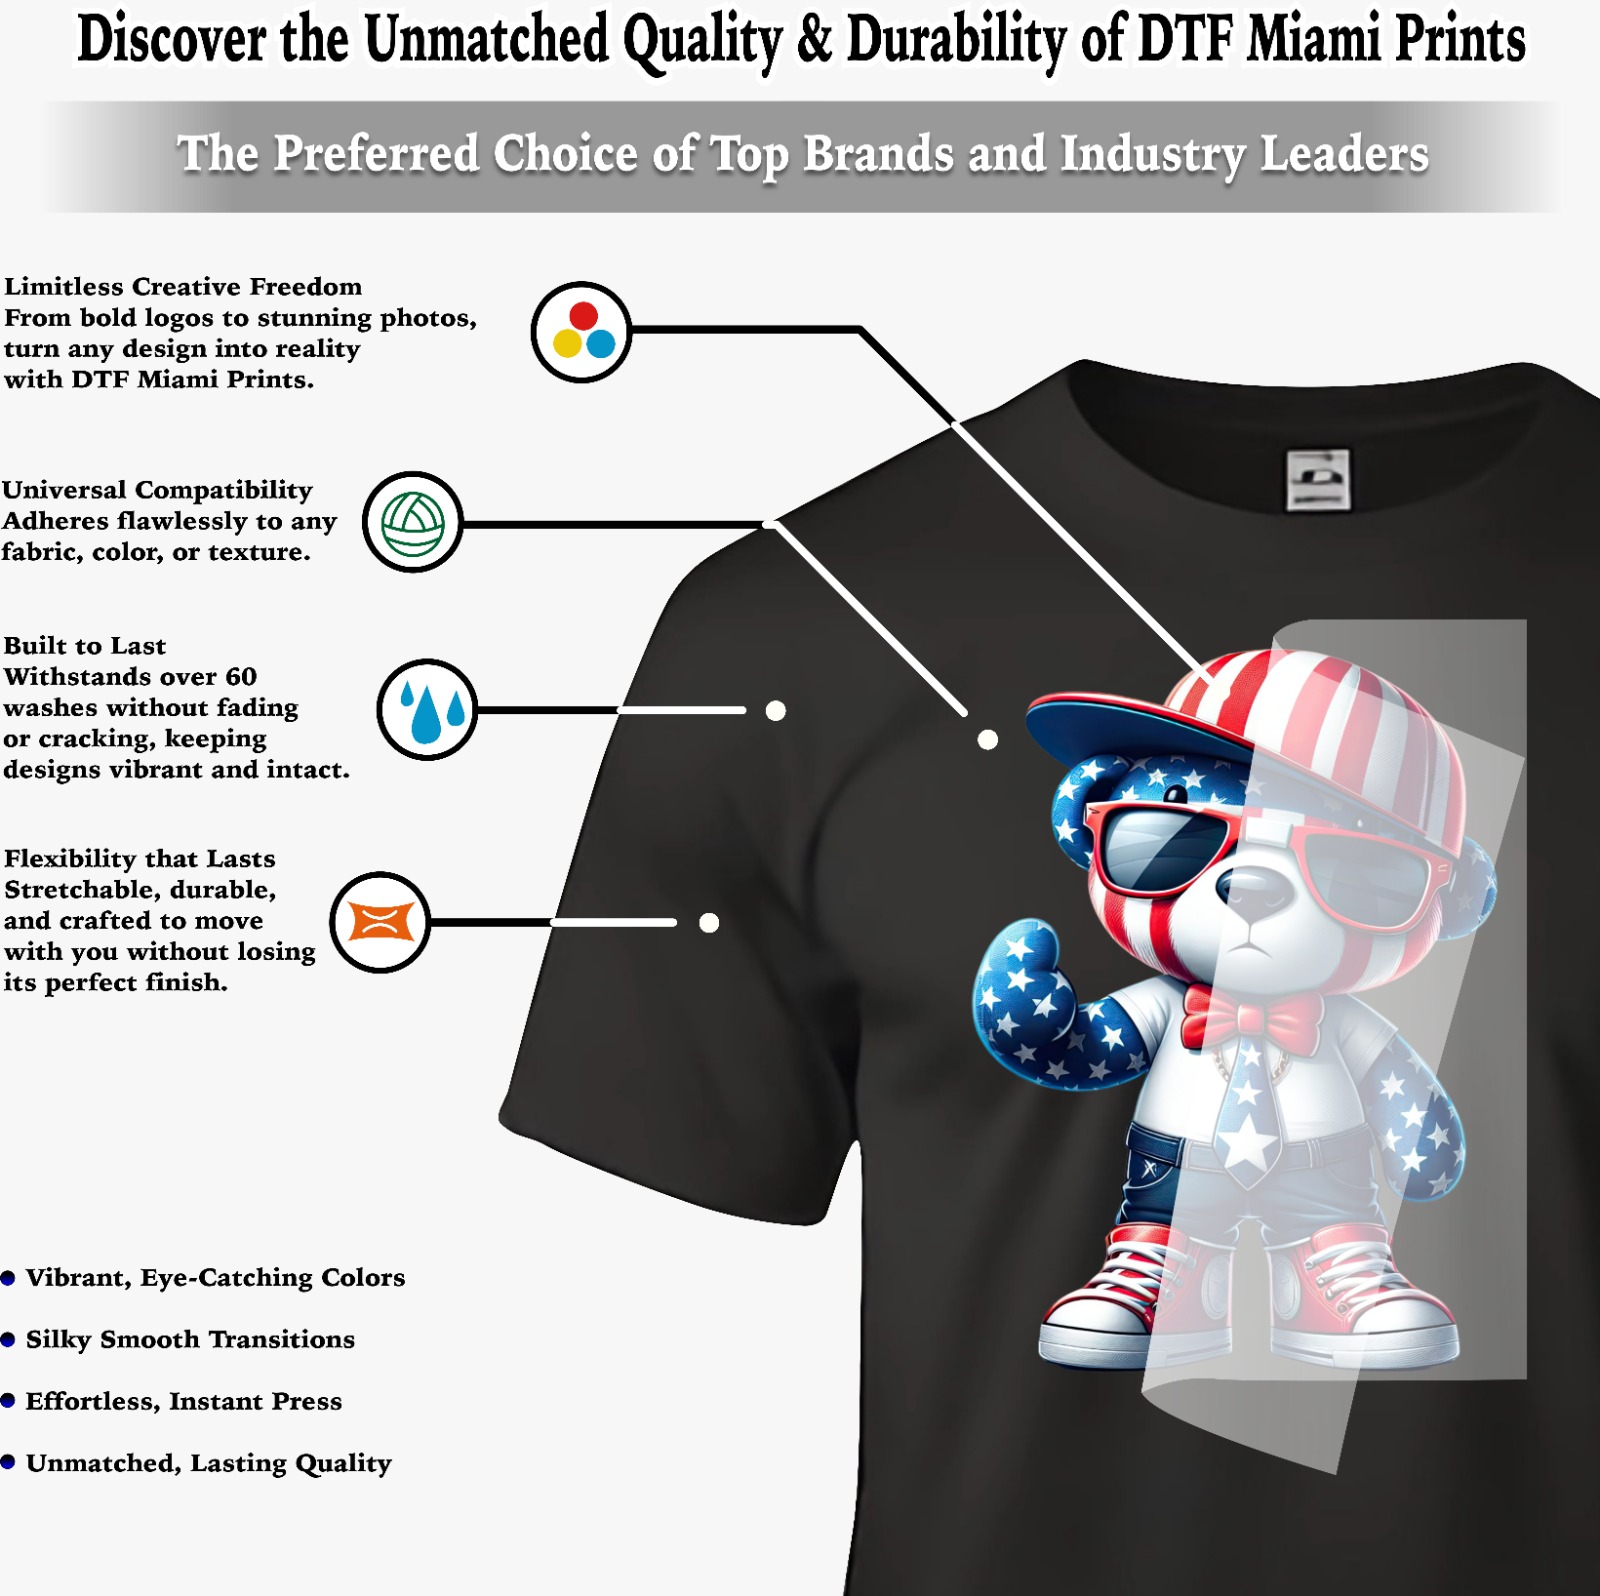 Discover the Unmatched Quality & Durability of DTF Miami Prints
The Preferred Choice of Top Brands and Industry Leaders
Limitless Creative Freedom
From bold logos to stunning photos,
turn any design into reality
with DTF Miami Prints.
Universal Compatibility
Adheres flawlessly to any
fabric, color, or texture.
Built to Last
Withstands over 60
washes without fading
or cracking, keeping
designs vibrant and intact.
Flexibility that Lasts
Stretchable, durable,
and crafted to move
with you without losing
its perfect finish.
Vibrant, Eye-Catching Colors
Silky Smooth Transitions
Effortless, Instant Press
Unmatched, Lasting Quality